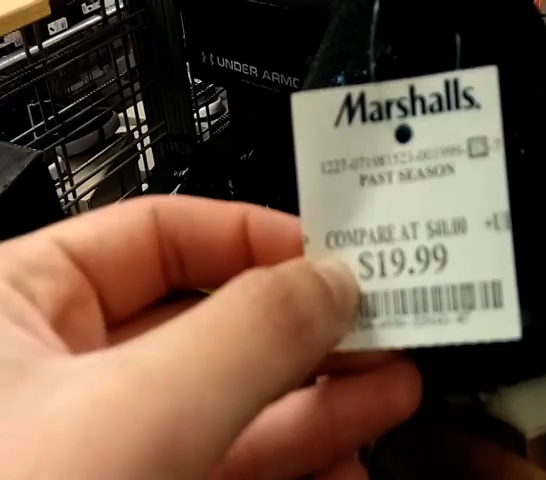 UNDER ARMO
Marshalls.
PAST SEASON
COMPARE AT $40.00 +U
$19.99